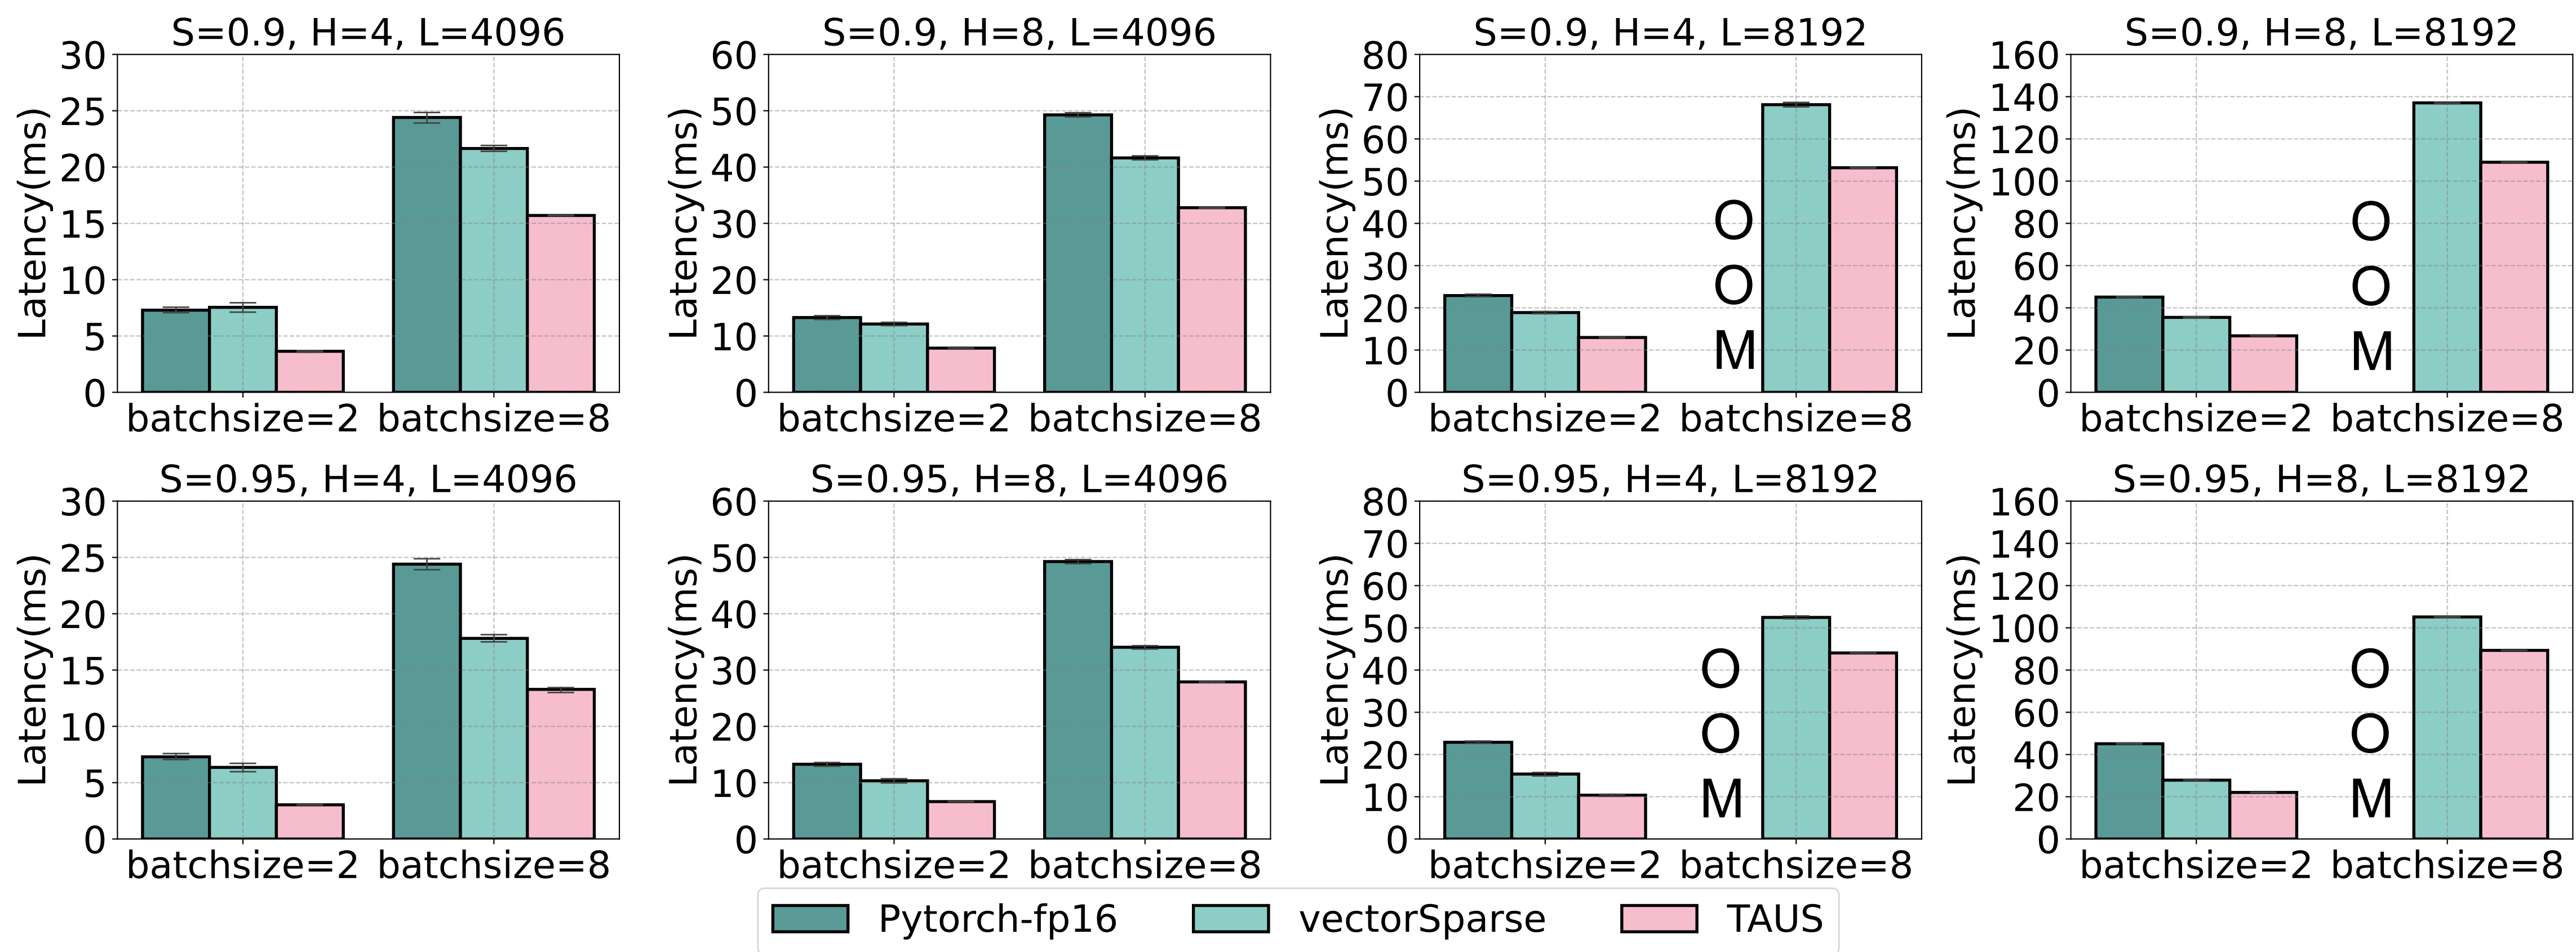 S=0.9, H=4, L=4096
Latency(ms)
30
25
20
15
10
5
0
batchsize=2 batchsize=8
S=0.9, H=8, L=4096
Latency(ms)
60
50
40
30
20
10
0
batchsize=2 batchsize=8
S=0.9, H=4, L=8192
Latency(ms)
80
70
60
50
40
30
20
10
0
O
O
M
batchsize=2 batchsize=8
S=0.9, H=8, L=8192
Latency(ms)
160
140
120
100
80
60
40
20
0
O
O
M
batchsize=2 batchsize=8
S=0.95, H=4, L=4096
Latency(ms)
30
25
20
15
10
5
0
batchsize=2 batchsize=8
S=0.95, H=8, L=4096
Latency(ms)
60
50
40
30
20
10
0
batchsize=2 batchsize=8
S=0.95, H=4, L=8192
Latency(ms)
80
70
60
50
40
30
20
10
0
O
O
M
batchsize=2 batchsize=8
S=0.95, H=8, L=8192
Latency(ms)
160
140
120
100
80
60
40
20
0
O
O
M
batchsize=2 batchsize=8
Pytorch-fp16 vectorSparse TAUS